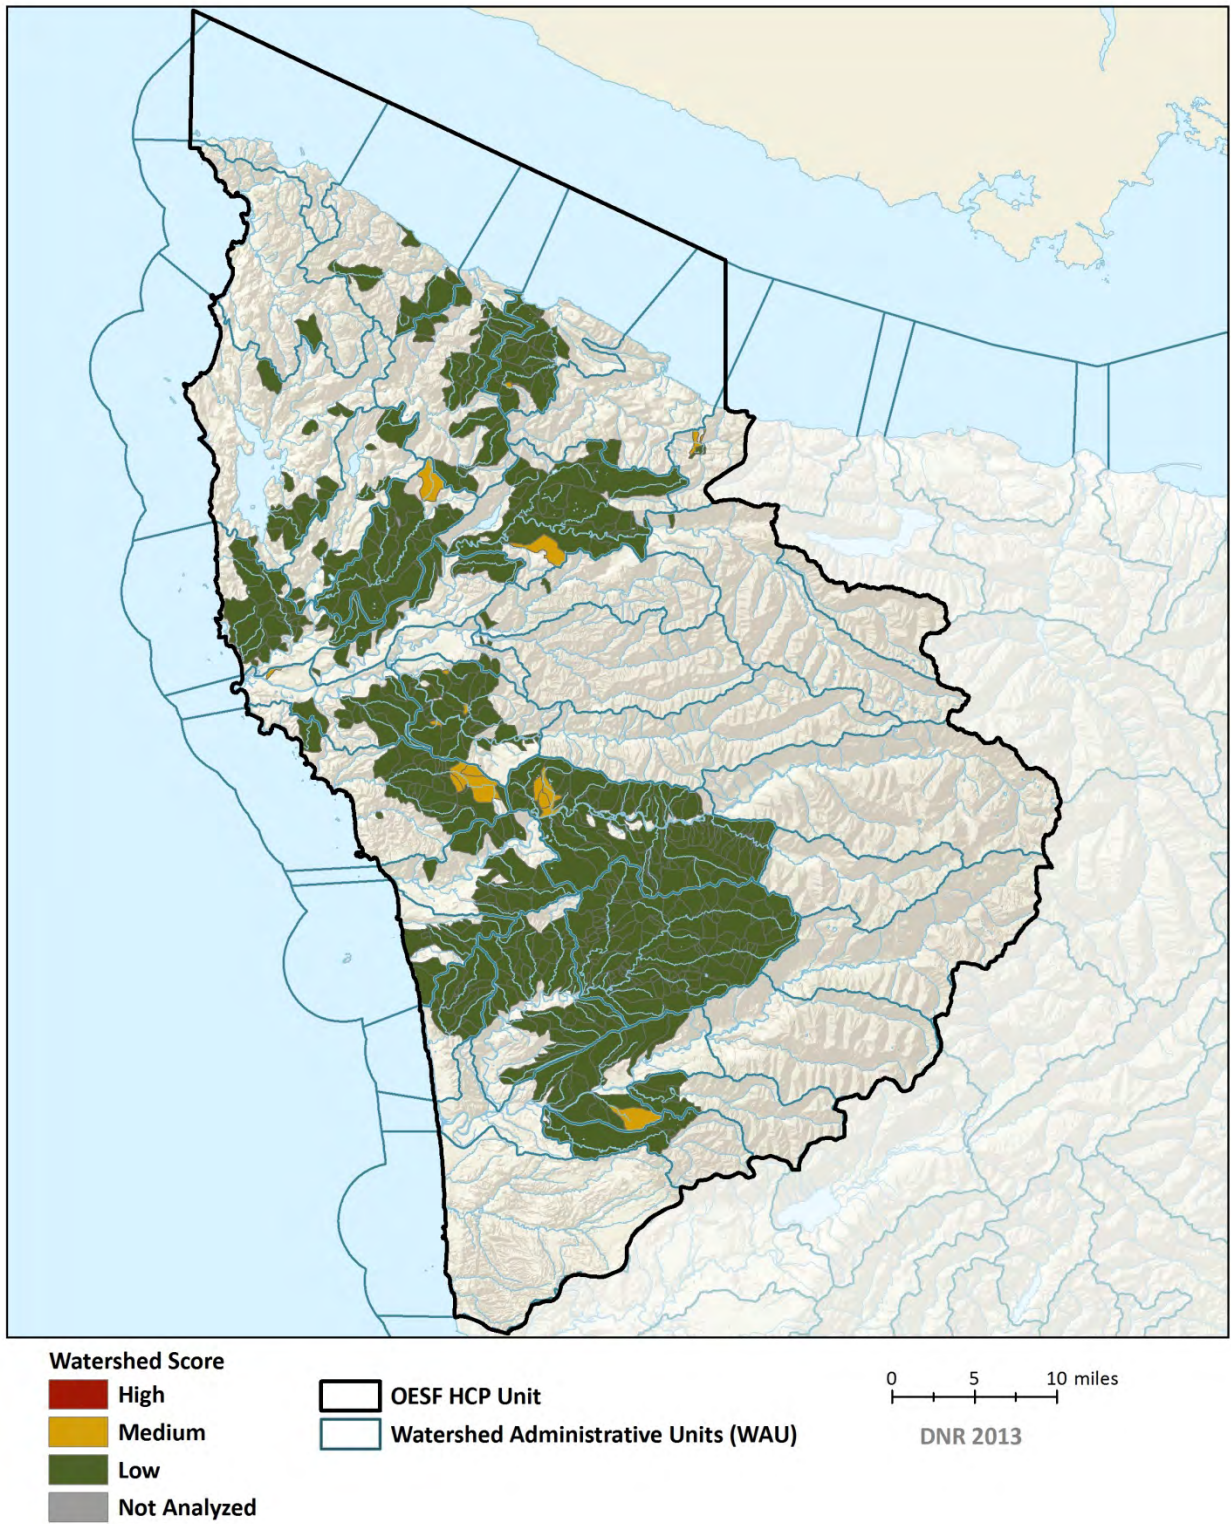 Watershed Score
High
Medium
Low
Not Analyzed
OESF HCP Unit
Watershed Administrative Units (WAU)
0 5 10 miles
DNR 2013